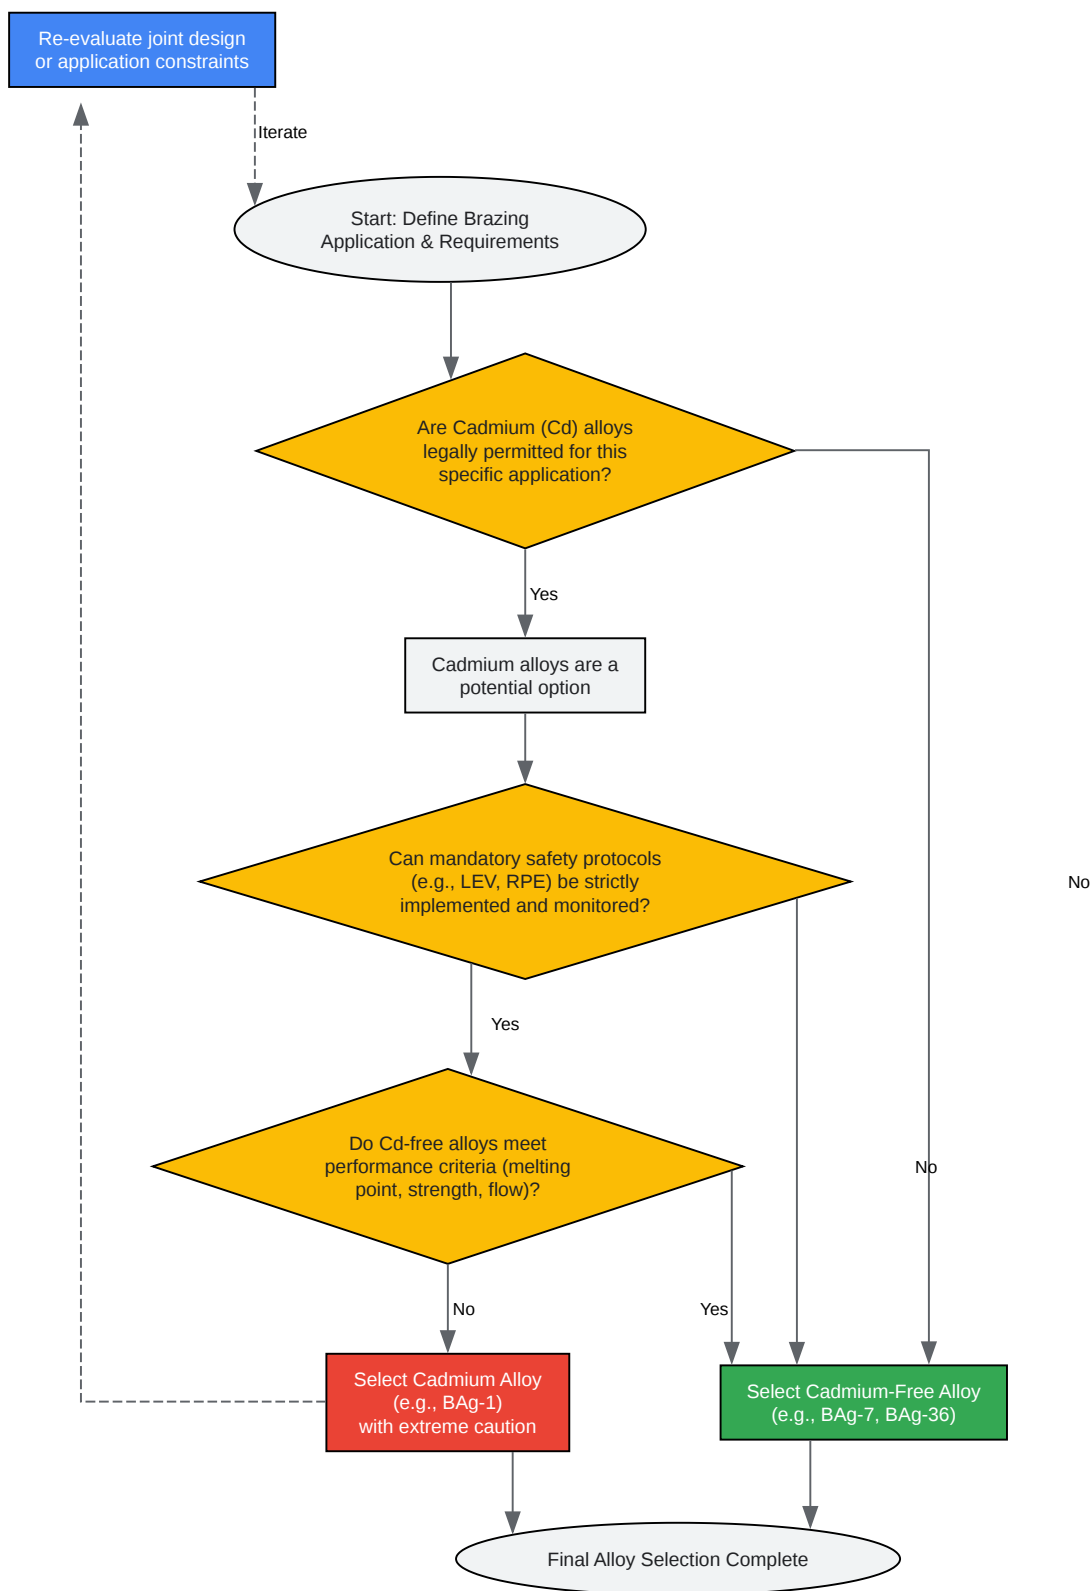 Re-evaluate joint design
or application constraints
Iterate
Start: Define Brazing
Application & Requirements
Are Cadmium (Cd) alloys
legally permitted for this
specific application?
Yes
Cadmium alloys are a
potential option
Can mandatory safety protocols
(e.g., LEV, RPE) be strictly
implemented and monitored?
No
Yes
Do Cd-free alloys meet
performance criteria (melting
point, strength, flow)?
No
No
Yes
Select Cadmium Alloy
(e.g., BAg-1)
with extreme caution
Select Cadmium-Free Alloy
(e.g., BAg-7, BAg-36)
Final Alloy Selection Complete